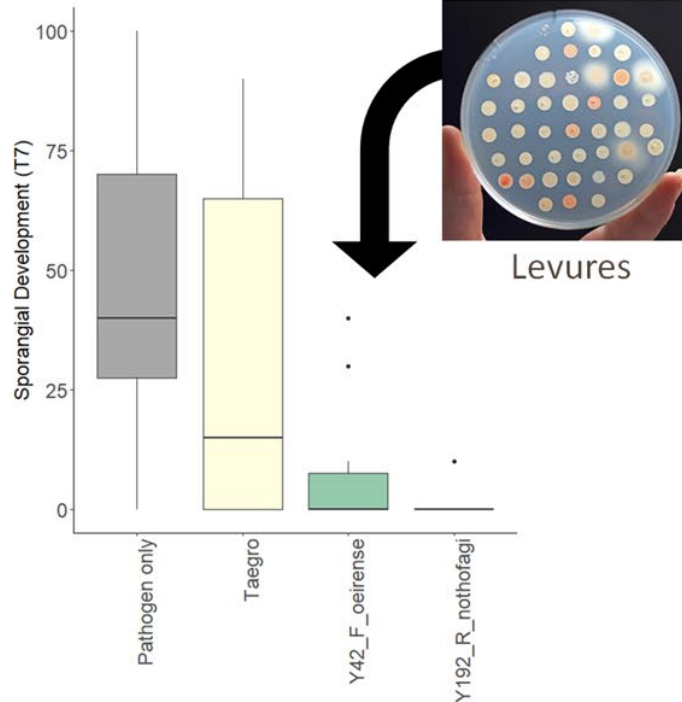 Sporangial Development (T7)
100
75
50
25
0
Pathogen only
Taegro
Y42_F_oeirense
Y192_R_nothofagi
Levures